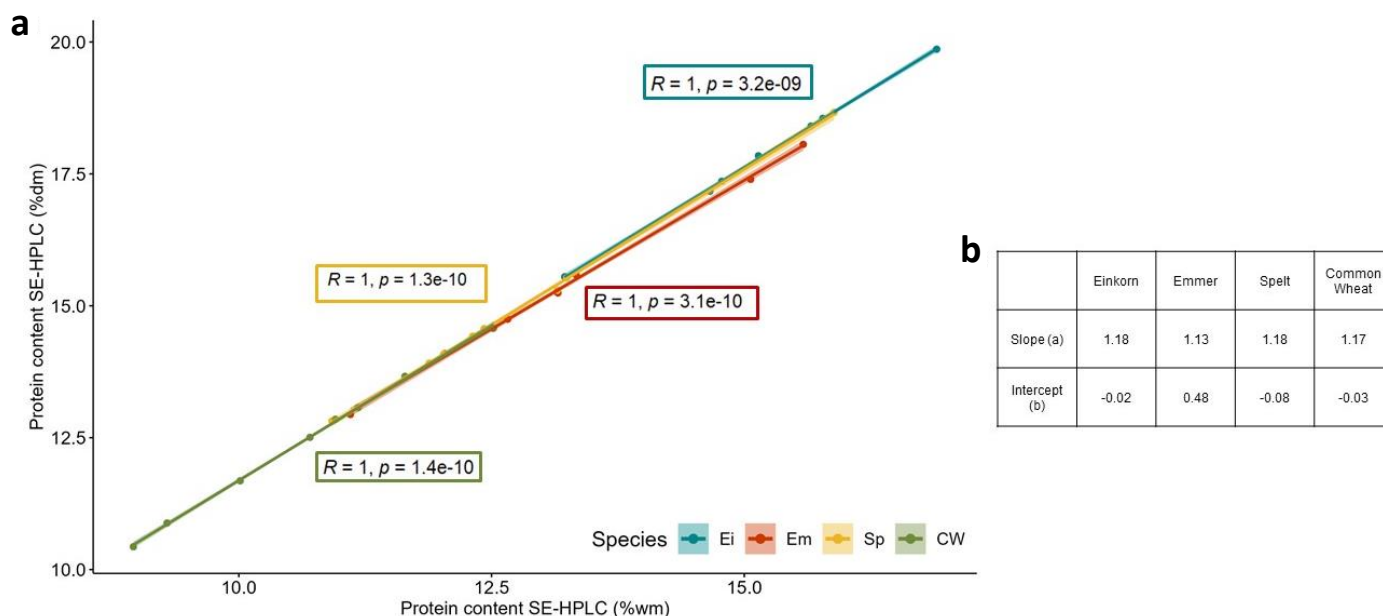 a
20.0
17.5
15.0
12.5
10.0
Protein content SE-HPLC (%dm)
R = 1, p = 3.2e-09
R = 1, p = 1.3e-10
R = 1, p = 3.1e-10
R = 1, p = 1.4e-10
Species Ei Em Sp CW
10.0 12.5 15.0
Protein content SE-HPLC (%wm)
b
Einkorn Emmer Spelt Common Wheat
Slope (a) 1.18 1.13 1.18 1.17
Intercept (b) -0.02 0.48 -0.08 -0.03